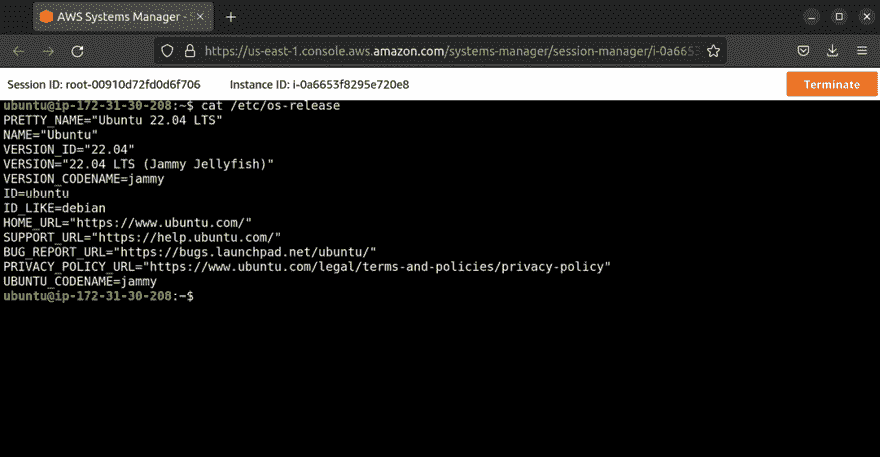 AWS Systems Manager - S
https://us-east-1.console.aws.amazon.com/systems-manager/session-manager/i-0a6653
Session ID: root-00910d72fd0d6f706 Instance ID: i-0a6653f8295e720e8 Terminate
ubuntu@ip-172-31-30-208:~$ cat /etc/os-release
PRETTY_NAME="Ubuntu 22.04 LTS"
NAME="Ubuntu"
VERSION_ID="22.04"
VERSION="22.04 LTS (Jammy Jellyfish)"
VERSION_CODENAME=jammy
ID=ubuntu
ID_LIKE=debian
HOME_URL="https://www.ubuntu.com/"
SUPPORT_URL="https://help.ubuntu.com/"
BUG_REPORT_URL="https://bugs.launchpad.net/ubuntu/"
PRIVACY_POLICY_URL="https://www.ubuntu.com/legal/terms-and-policies/privacy-policy"
UBUNTU_CODENAME=jammy
ubuntu@ip-172-31-30-208:~$